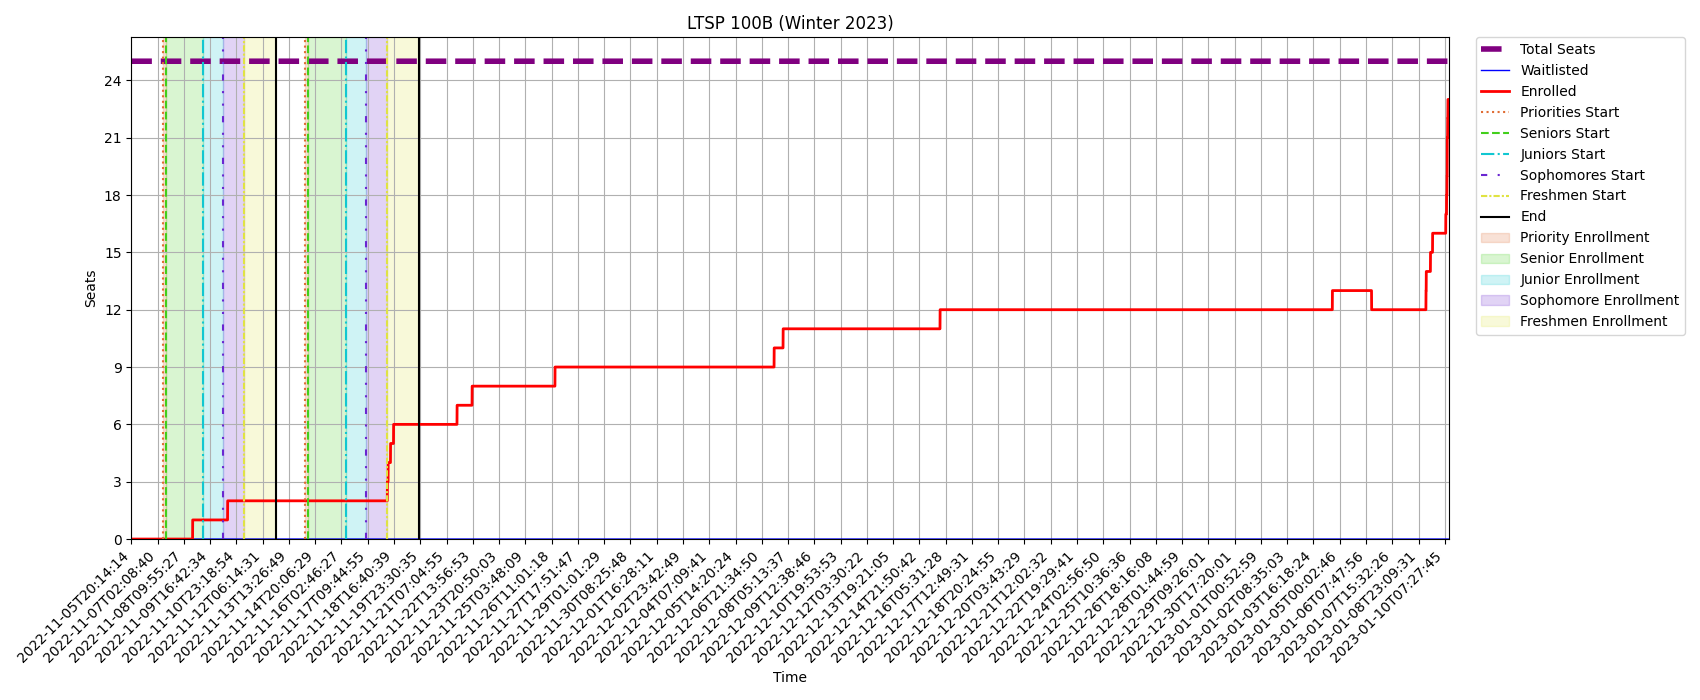 LTSP 100B (Winter 2023)
Seats
24
21
18
15
12
9
6
3
0
2022-11-05T20:14:14
2022-11-07T02:08:40
2022-11-08T09:55:27
2022-11-09T16:42:34
2022-11-10T23:18:54
2022-11-12T06:14:31
2022-11-13T13:26:49
2022-11-14T20:06:29
2022-11-16T02:46:27
2022-11-17T09:44:55
2022-11-18T16:40:39
2022-11-19T23:30:35
2022-11-21T07:04:55
2022-11-22T13:56:53
2022-11-23T20:50:03
2022-11-25T03:48:09
2022-11-26T11:01:18
2022-11-27T17:51:47
2022-11-29T01:01:29
2022-11-30T08:25:48
2022-12-01T16:28:11
2022-12-02T23:42:49
2022-12-04T07:09:41
2022-12-05T14:20:24
2022-12-06T21:34:50
2022-12-08T05:13:37
2022-12-09T12:38:46
2022-12-10T19:53:53
2022-12-12T03:30:22
2022-12-13T19:21:05
2022-12-14T21:50:42
2022-12-16T05:31:28
2022-12-17T12:49:31
2022-12-18T20:24:55
2022-12-20T03:43:29
2022-12-21T12:02:32
2022-12-22T19:29:41
2022-12-24T02:56:50
2022-12-25T10:36:36
2022-12-26T18:16:08
2022-12-28T01:44:59
2022-12-29T09:26:01
2022-12-30T17:20:01
2023-01-01T00:52:59
2023-01-02T08:35:03
2023-01-03T16:18:24
2023-01-05T00:02:46
2023-01-06T07:47:56
2023-01-07T15:32:26
2023-01-08T23:09:31
2023-01-10T07:27:45
Time
Total Seats
Waitlisted
Enrolled
Priorities Start
Seniors Start
Juniors Start
Sophomores Start
Freshmen Start
End
Priority Enrollment
Senior Enrollment
Junior Enrollment
Sophomore Enrollment
Freshmen Enrollment